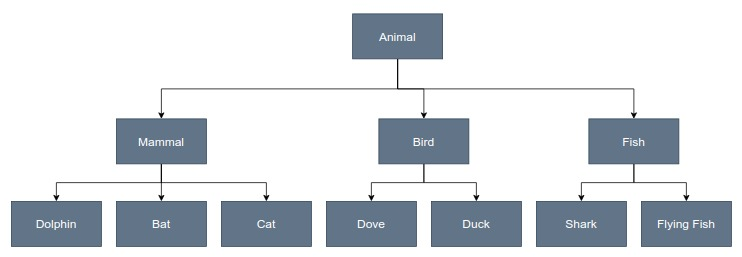 Animal
Mammal
Bird
Fish
Dolphin
Bat
Cat
Dove
Duck
Shark
Flying Fish